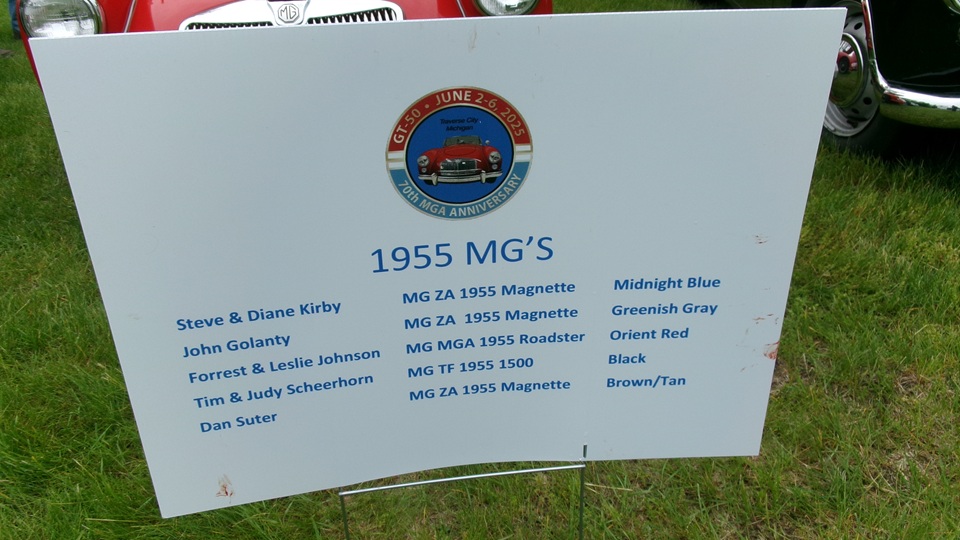 MG
GT-50 • JUNE 2-6, 2025
Traverse City
Michigan
70th MGA ANNIVERSARY
1955 MG'S
Steve & Diane Kirby MG ZA 1955 Magnette Midnight Blue
John Golanty MG ZA 1955 Magnette Greenish Gray
Forrest & Leslie Johnson MG MGA 1955 Roadster Orient Red
Tim & Judy Scheerhorn MG TF 1955 1500 Black
Dan Suter MG ZA 1955 Magnette Brown/Tan